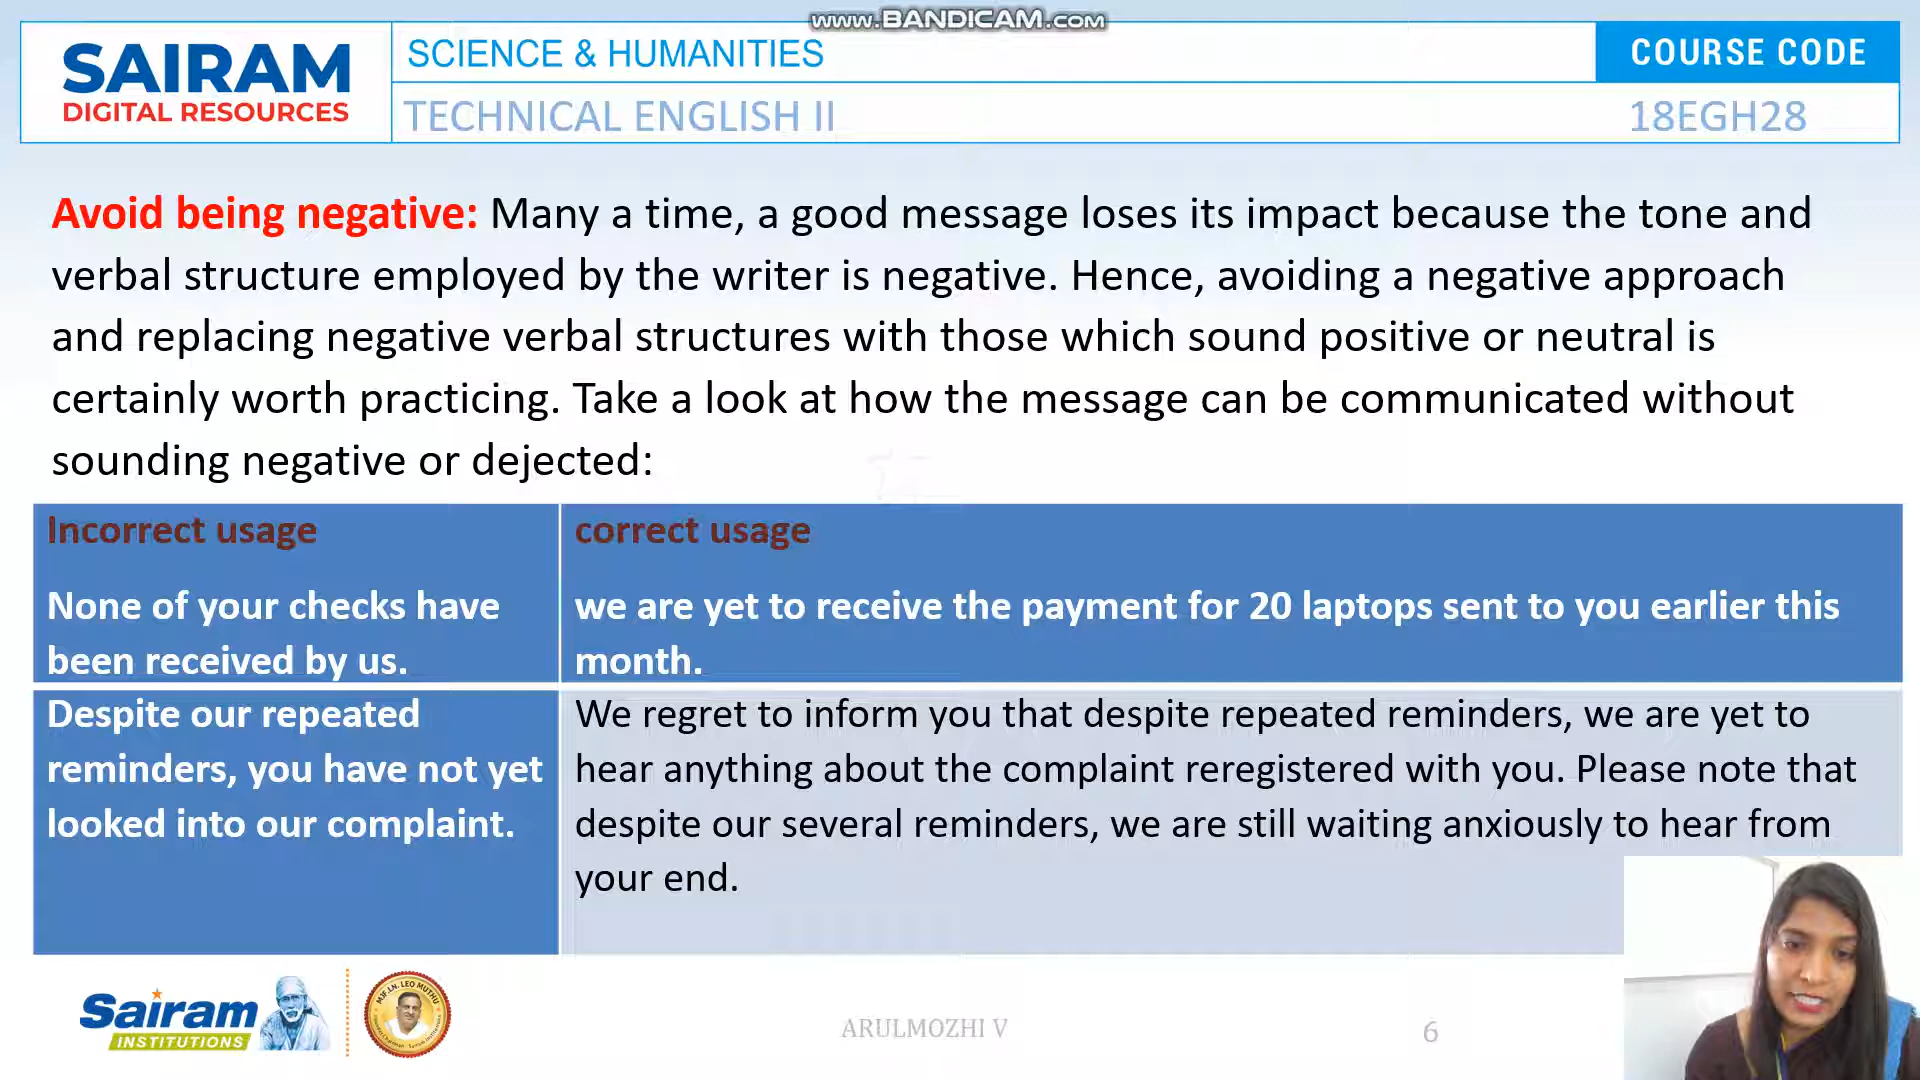 www.BANDICAM.com
SAIRAM
DIGITAL RESOURCES
SCIENCE & HUMANITIES
COURSE CODE
TECHNICAL ENGLISH II
18EGH28
Avoid being negative: Many a time, a good message loses its impact because the tone and
verbal structure employed by the writer is negative. Hence, avoiding a negative approach
and replacing negative verbal structures with those which sound positive or neutral is
certainly worth practicing. Take a look at how the message can be communicated without
sounding negative or dejected:
Incorrect usage
None of your checks have
been received by us.
correct usage
we are yet to receive the payment for 20 laptops sent to you earlier this
month.
Despite our repeated
reminders, you have not yet
looked into our complaint.
We regret to inform you that despite repeated reminders, we are yet to
hear anything about the complaint reregistered with you. Please note that
despite our several reminders, we are still waiting anxiously to hear from
your end.
Sairam
INSTITUTIONS
MJF.LN. LEO MUTHU
ARULMOZHI V
6